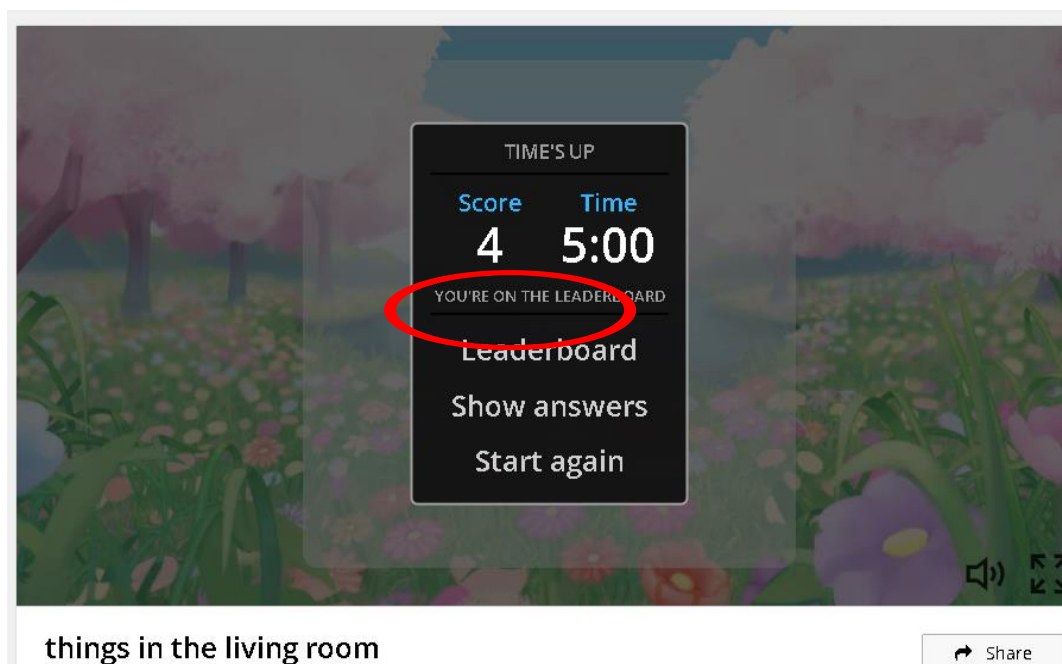 TIME'S UP
Score Time
4 5:00
YOU'RE ON THE LEADERBOARD
Leaderboard
Show answers
Start again
things in the living room
Share